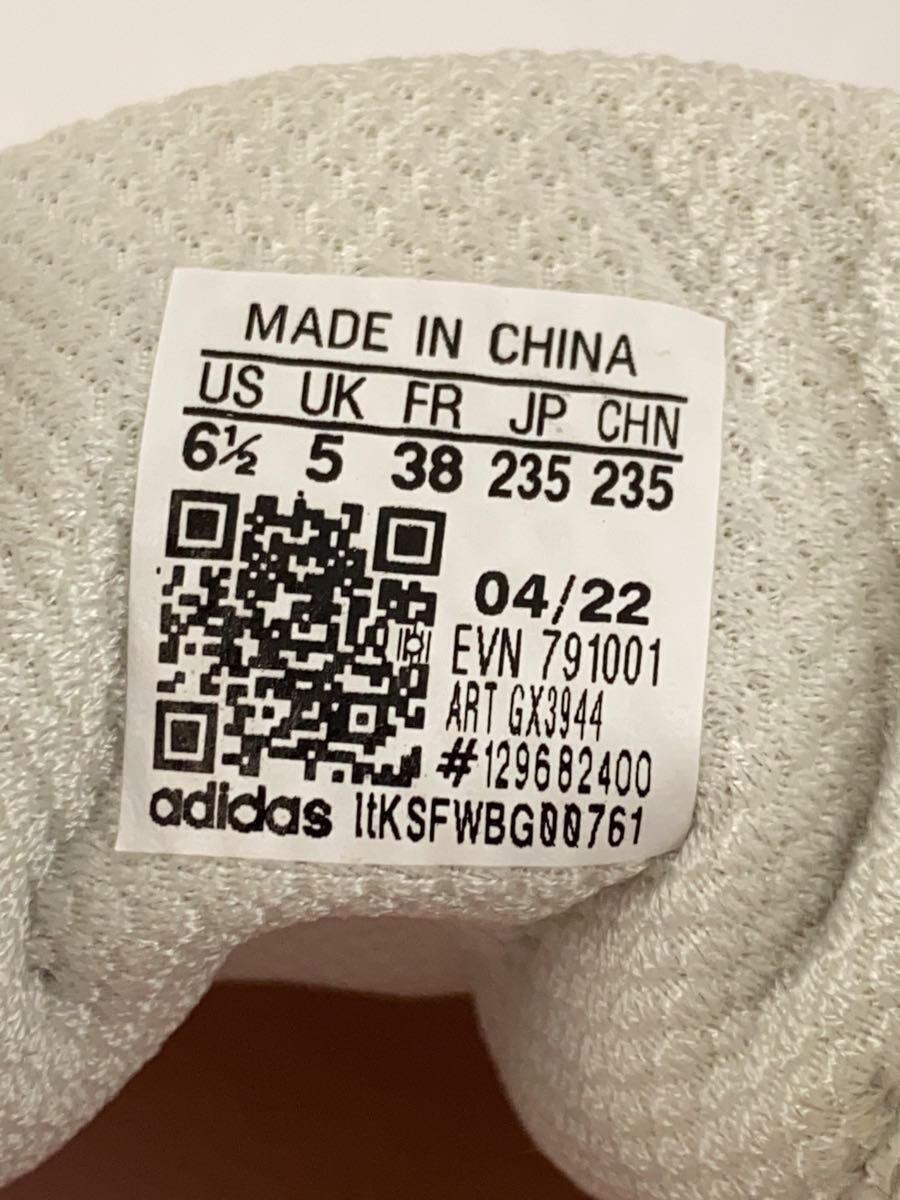 MADE IN CHINA
US UK FR JP CHN
6½ 5 38 235 235
04/22
EVN 791001
ART GX3944
#129682400
adidas ltKSFWBG00761